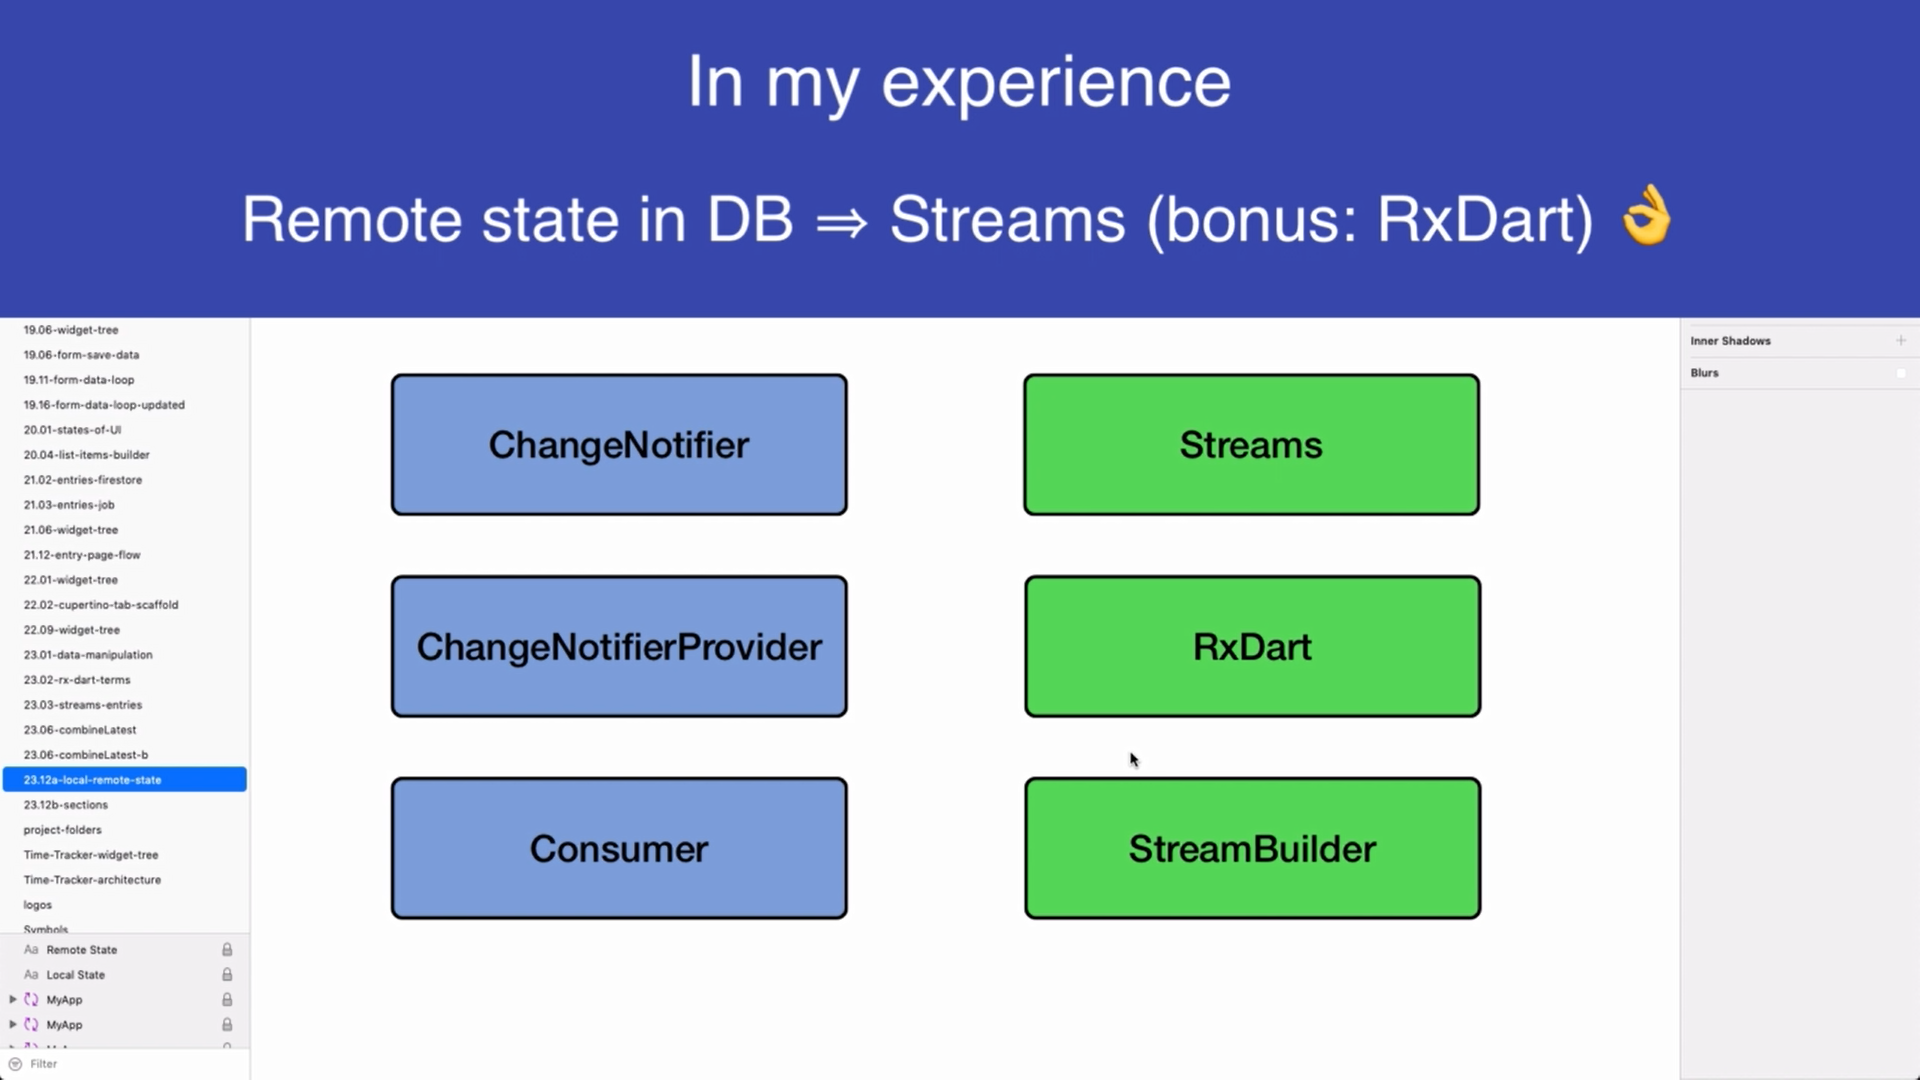 In my experience
Remote state in DB ⇒ Streams (bonus: RxDart) 👌
19.06-widget-tree
19.06-form-save-data
19.11-form-data-loop
19.16-form-data-loop-updated
20.01-states-of-UI
20.04-list-items-builder
21.02-entries-firestore
21.03-entries-job
21.06-widget-tree
21.12-entry-page-flow
22.01-widget-tree
22.02-cupertino-tab-scaffold
22.09-widget-tree
23.01-data-manipulation
23.02-rx-dart-terms
23.03-streams-entries
23.06-combineLatest
23.06-combineLatest-b
23.12a-local-remote-state
23.12b-sections
project-folders
Time-Tracker-widget-tree
Time-Tracker-architecture
logos
Symbols
Aa Remote State
Aa Local State
MyApp
MyApp
Filter
ChangeNotifier
Streams
ChangeNotifierProvider
RxDart
Consumer
StreamBuilder
Inner Shadows
Blurs